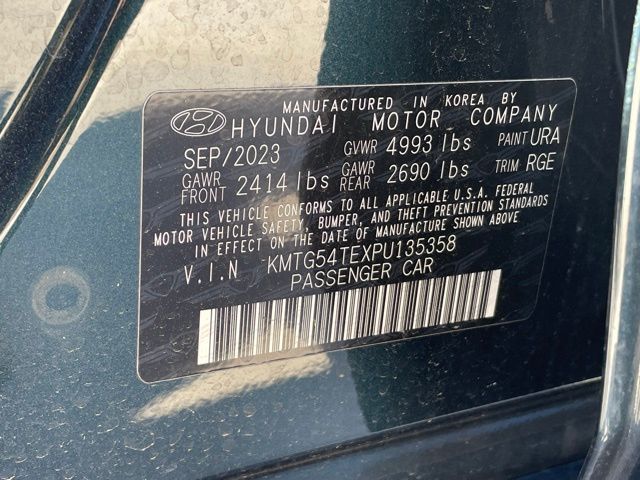 MANUFACTURED IN KOREA BY
HYUNDAI MOTOR COMPANY
SEP/2023 GVWR 4993 lbs PAINT URA
GAWR FRONT 2414 lbs GAWR REAR 2690 lbs TRIM RGE
THIS VEHICLE CONFORMS TO ALL APPLICABLE U.S.A. FEDERAL
MOTOR VEHICLE SAFETY, BUMPER, AND THEFT PREVENTION STANDARDS
IN EFFECT ON THE DATE OF MANUFACTURE SHOWN ABOVE.
V.I.N KMTG54TEXPU135358
PASSENGER CAR